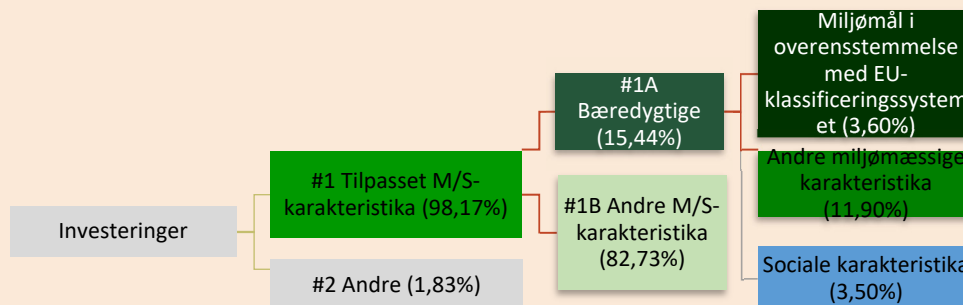 Investeringer
#1 Tilpasset M/S-
karakteristika (98,17%)
#2 Andre (1,83%)
#1A
Bæredygtige
(15,44%)
#1B Andre M/S-
karakteristika
(82,73%)
Miljømål i
overensstemmelse
med EU-
klassificeringssystem
et (3,60%)
Andre miljømæssige
karakteristika
(11,90%)
Sociale karakteristika
(3,50%)